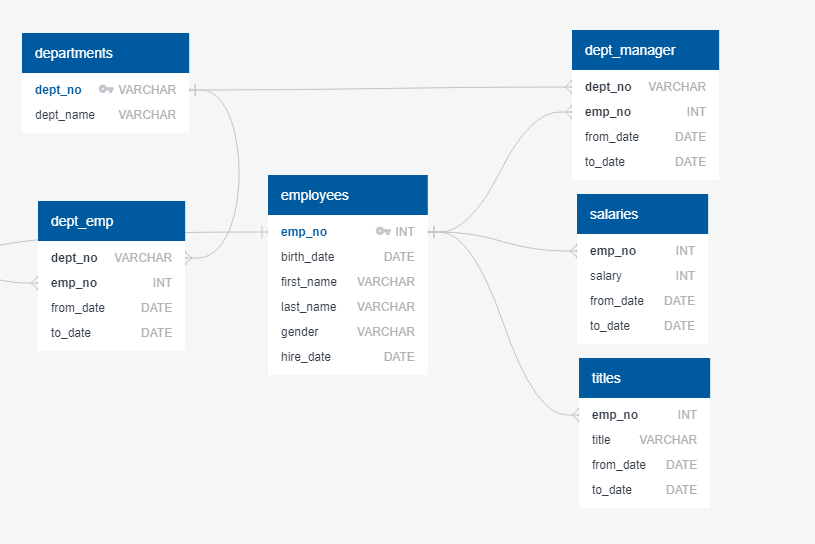 departments
dept_no VARCHAR
dept_name VARCHAR
dept_manager
dept_no VARCHAR
emp_no INT
from_date DATE
to_date DATE
dept_emp
dept_no VARCHAR
emp_no INT
from_date DATE
to_date DATE
employees
emp_no INT
birth_date DATE
first_name VARCHAR
last_name VARCHAR
gender VARCHAR
hire_date DATE
salaries
emp_no INT
salary INT
from_date DATE
to_date DATE
titles
emp_no INT
title VARCHAR
from_date DATE
to_date DATE